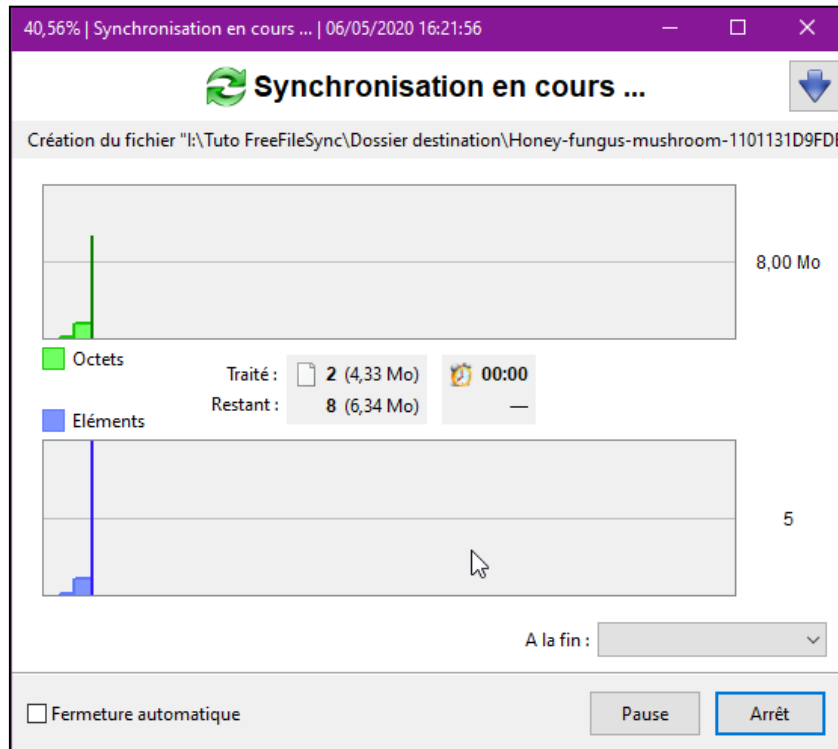 40,56% | Synchronisation en cours ... | 06/05/2020 16:21:56
Synchronisation en cours ...
Création du fichier "I:\Tuto FreeFileSync\Dossier destination\Honey-fungus-mushroom-1101131D9FD
8,00 Mo
Octets
Traité : 2 (4,33 Mo) 00:00
Restant : 8 (6,34 Mo) —
Eléments
5
A la fin :
Fermeture automatique
Pause
Arrêt